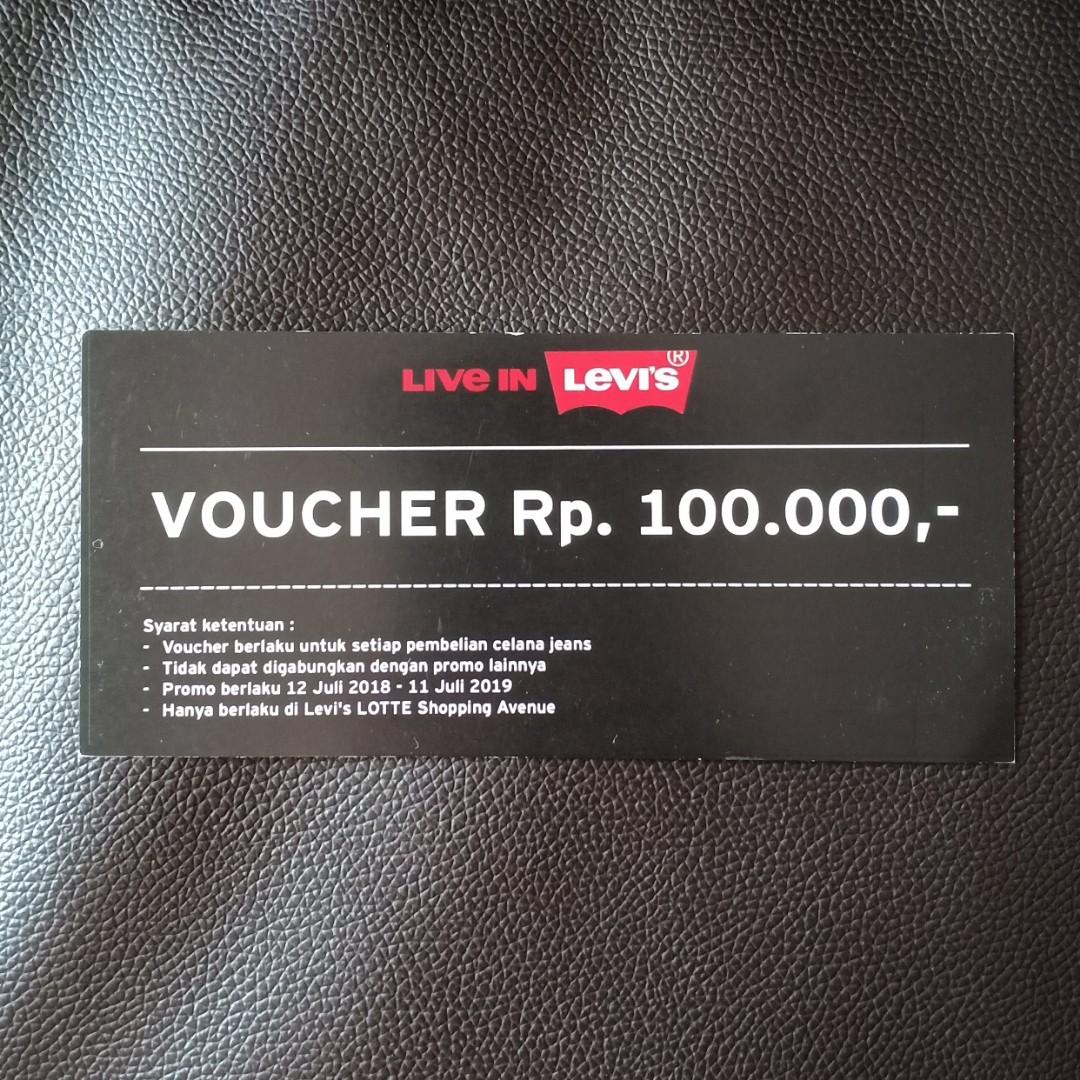 LIVE IN LEVI'S®
VOUCHER Rp. 100.000,-
Syarat ketentuan :
- Voucher berlaku untuk setiap pembelian celana jeans
- Tidak dapat digabungkan dengan promo lainnya
- Promo berlaku 12 Juli 2018 - 11 Juli 2019
- Hanya berlaku di Levi's LOTTE Shopping Avenue